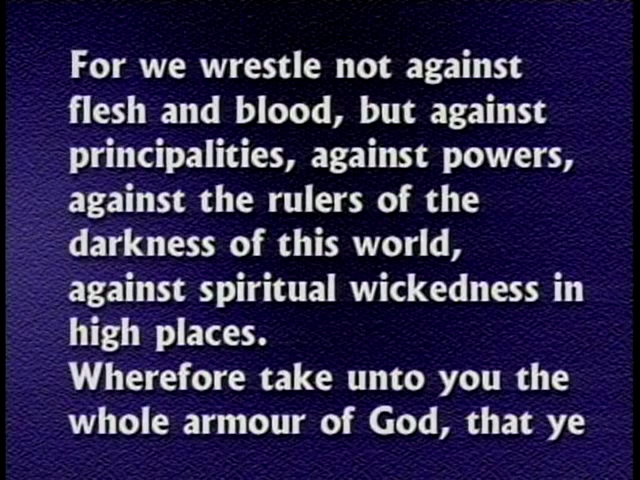 For we wrestle not against
flesh and blood, but against
principalities, against powers,
against the rulers of the
darkness of this world,
against spiritual wickedness in
high places.
Wherefore take unto you the
whole armour of God, that ye